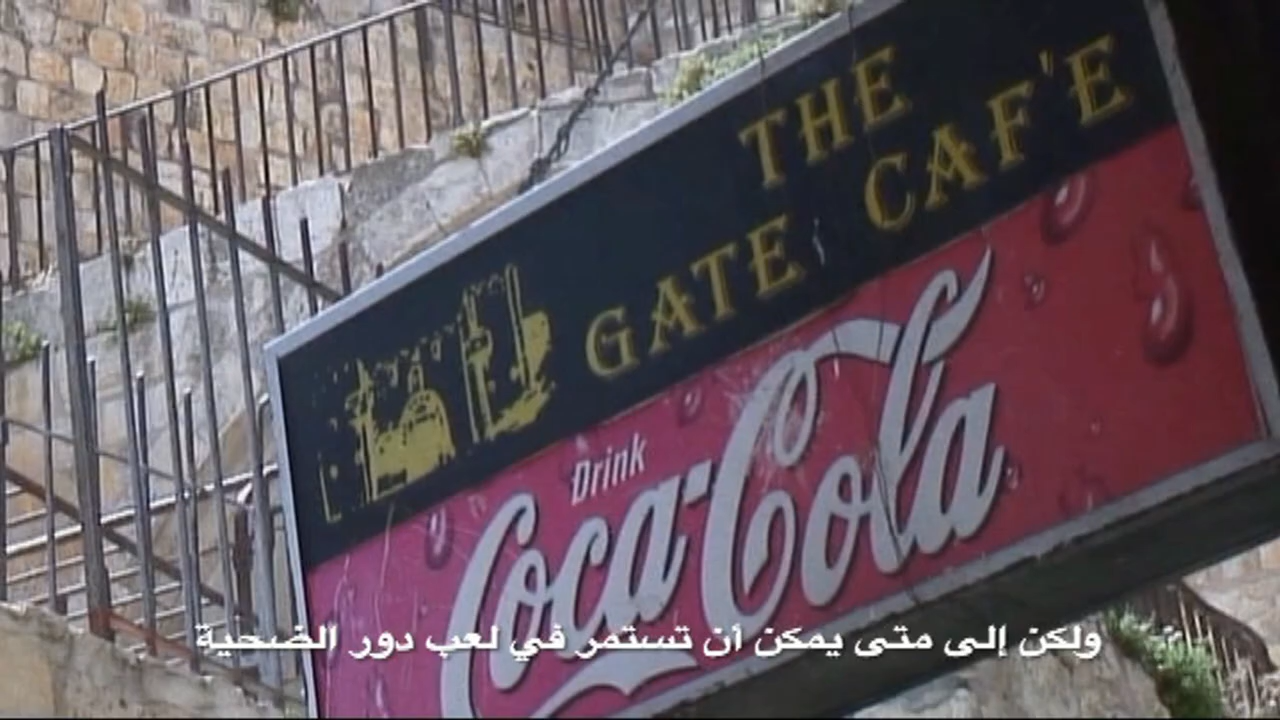 THE
GATE CAF'E
Drink
Coca-Cola
ولكن إلى متى يمكن أن تستمر في لعب دور الضحية